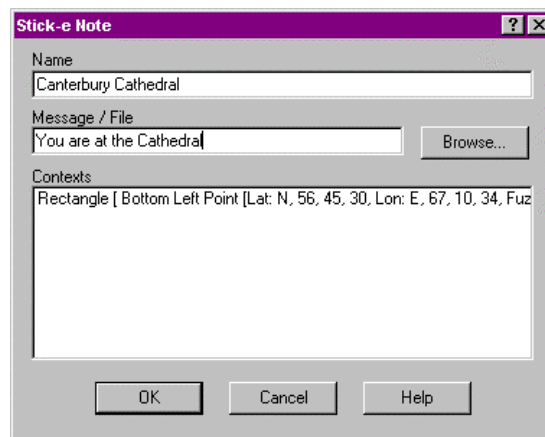 Stick-e Note ? X
Name
Canterbury Cathedral
Message / File
You are at the Cathedral
Browse...
Contexts
Rectangle [ Bottom Left Point [Lat: N, 56, 45, 30, Lon: E, 67, 10, 34, Fuz
OK Cancel Help